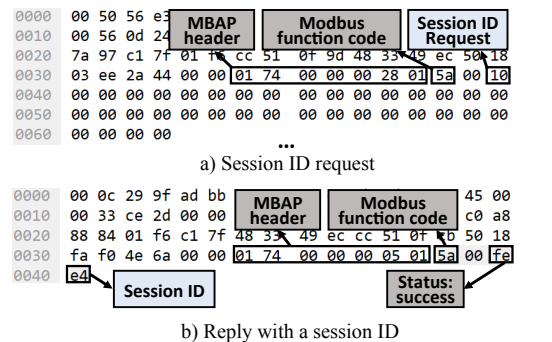 0000 00 50 56 e3
MBAP header
Modbus function code
Session ID Request
0010 00 56 0d 24
0020 7a 97 c1 7f 01 f6 cc 51 0f 9d 48 33 49 ec 50 18
0030 03 ee 2a 44 00 00 01 74 00 00 00 28 01 5a 00 10
0040 00 00 00 00 00 00 00 00 00 00 00 00 00 00 00 00
0050 00 00 00 00 00 00 00 00 00 00 00 00 00 00 00 00
0060 00 00 00 00
...
a) Session ID request
0000 00 0c 29 9f ad bb 45 00
MBAP header
Modbus function code
0010 00 33 ce 2d 00 00 c0 a8
0020 88 84 01 f6 c1 7f 48 33 49 ec cc 51 0f cb 50 18
0030 fa f0 4e 6a 00 00 01 74 00 00 00 05 01 5a 00 fe
0040 e4
Session ID
Status: success
b) Reply with a session ID